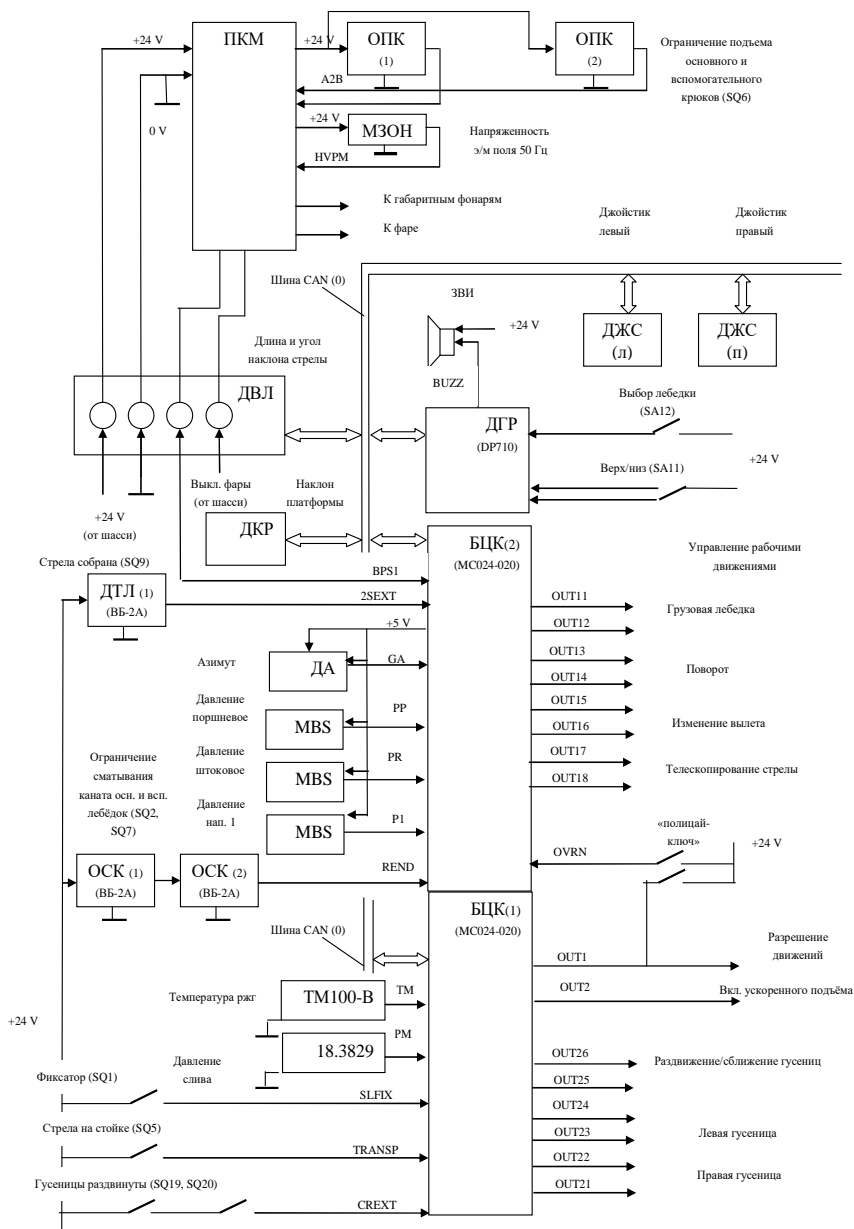 +24 V
ПКМ
+24 V
ОПК
(1)
ОПК
(2)
Ограничение подъема
основного и
вспомогательного
крюков (SQ6)
A2B
0 V
+24 V
МЗОН
Напряженность
э/м поля 50 Гц
HVPM
К габаритным фонарям
К фаре
Джойстик
левый
Джойстик
правый
Шина CAN (0)
ЗВИ
+24 V
ДЖС
(л)
ДЖС
(п)
Длина и угол
наклона стрелы
BUZZ
ДВЛ
ДГР
(DP710)
Выбор лебедки
(SA12)
Верх/низ (SA11)
+24 V
+24 V
(от шасси)
Выкл. фары
(от шасси)
Наклон
платформы
ДКР
БЦК(2)
(МС024-020)
Управление рабочими
движениями
Стрела собрана (SQ9)
ДТЛ (1)
(ВБ-2А)
BPS1
2SEXT
OUT11
Грузовая лебедка
OUT12
+5 V
Азимут
ДА
GA
OUT13
Поворот
OUT14
Давление
поршневое
MBS
PP
OUT15
OUT16
Изменение вылета
Давление
штоковое
MBS
PR
OUT17
OUT18
Телескопирование стрелы
Ограничение
сматывания
каната осн. и всп.
лебёдок (SQ2,
SQ7)
Давление
нап. 1
MBS
P1
«полицай-
ключ»
+24 V
OVRN
ОСК (1)
(ВБ-2А)
ОСК (2)
(ВБ-2А)
REND
БЦК(1)
(МС024-020)
Шина CAN (0)
OUT1
Разрешение
движений
Температура ржг
ТМ100-В
TM
OUT2
Вкл. ускоренного подъёма
+24 V
18.3829
PM
Давление
слива
OUT26
Раздвижение/сближение гусениц
OUT25
Фиксатор (SQ1)
SLFIX
OUT24
Стрела на стойке (SQ5)
TRANSP
OUT23
Левая гусеница
OUT22
Правая гусеница
Гусеницы раздвинуты (SQ19, SQ20)
CREXT
OUT21